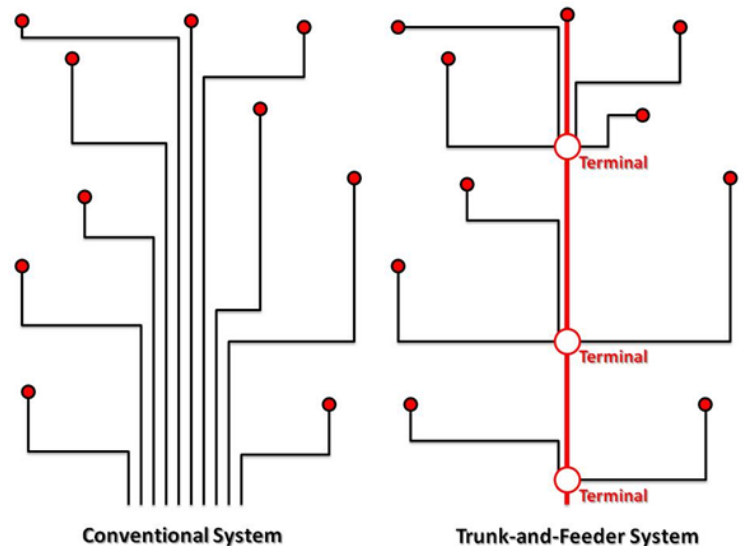 Terminal
Terminal
Terminal
Conventional System
Trunk-and-Feeder System